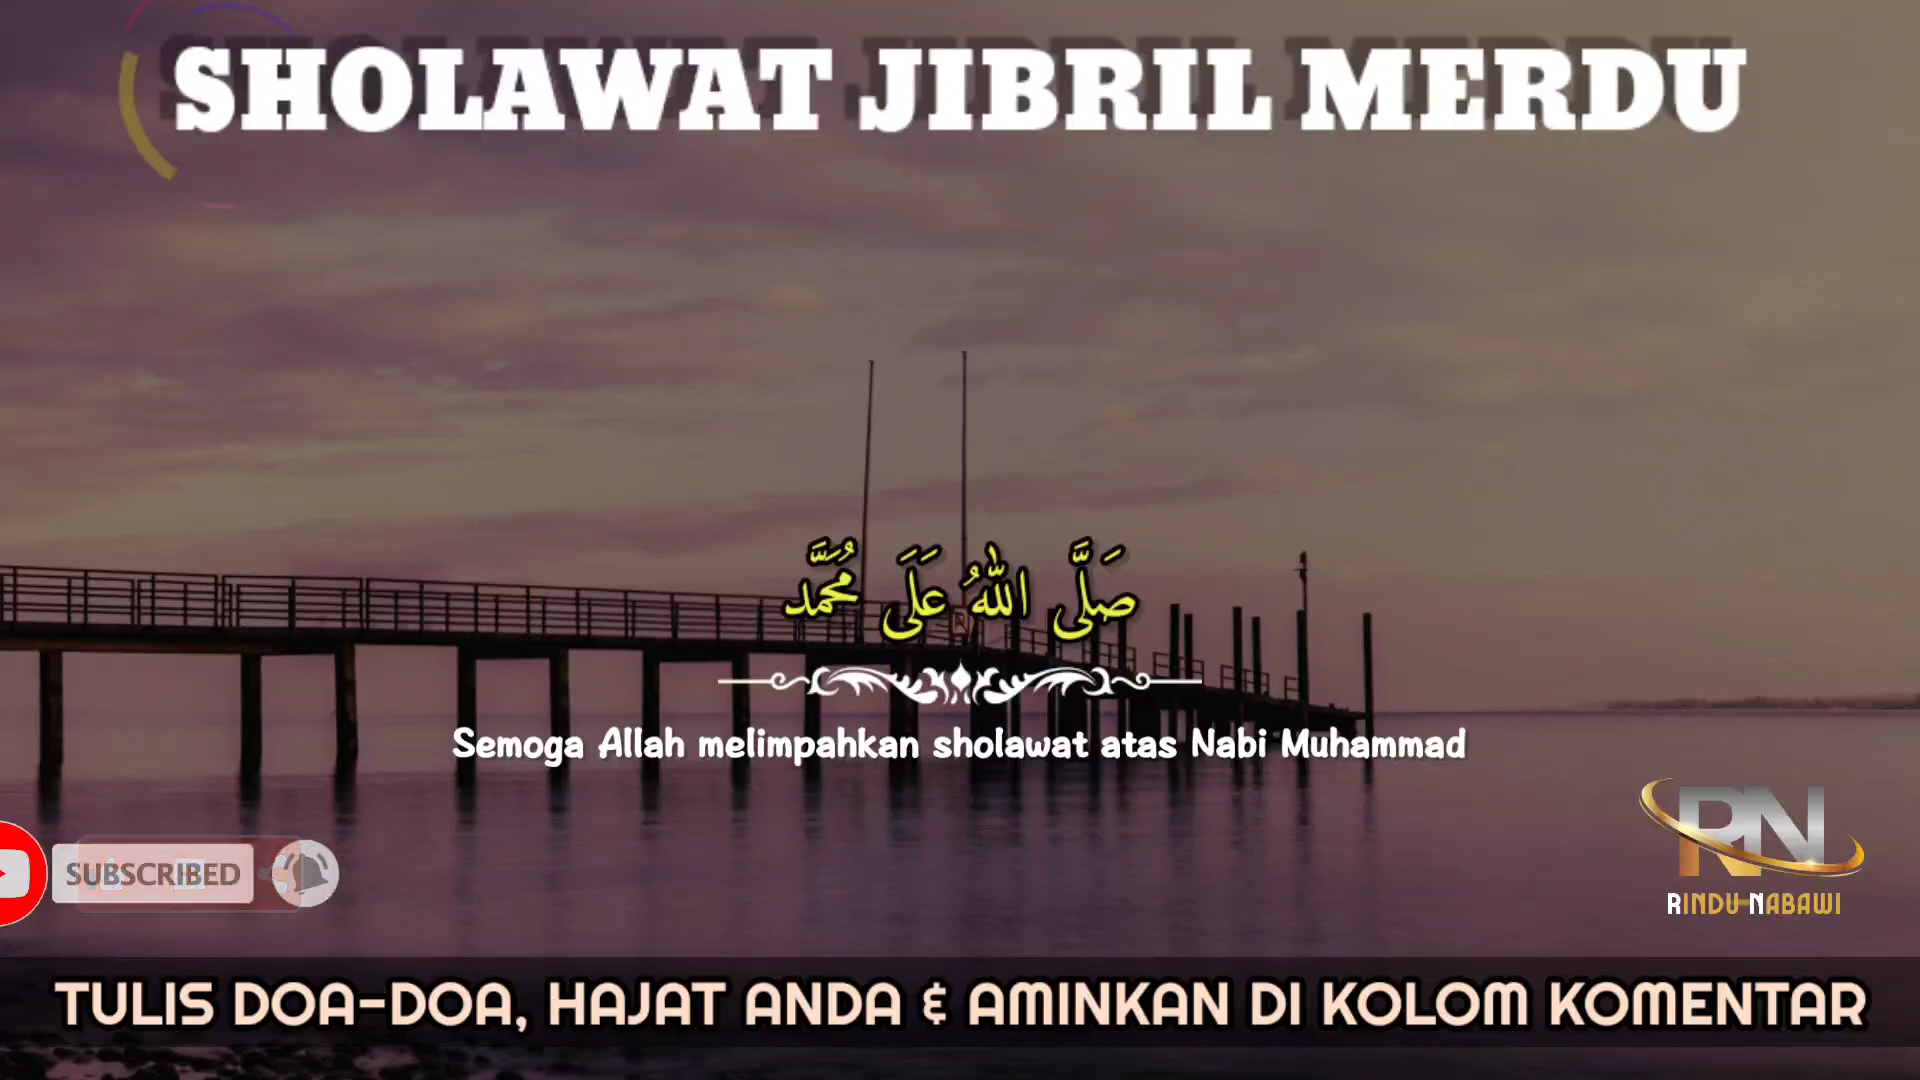 SHOLAWAT JIBRIL MERDU
صَلَّى اللهُ عَلَى مُحَمَّد
Semoga Allah melimpahkan sholawat atas Nabi Muhammad
SUBSCRIBED
RN
RINDU NABAWI
TULIS DOA-DOA, HAJAT ANDA & AMINKAN DI KOLOM KOMENTAR